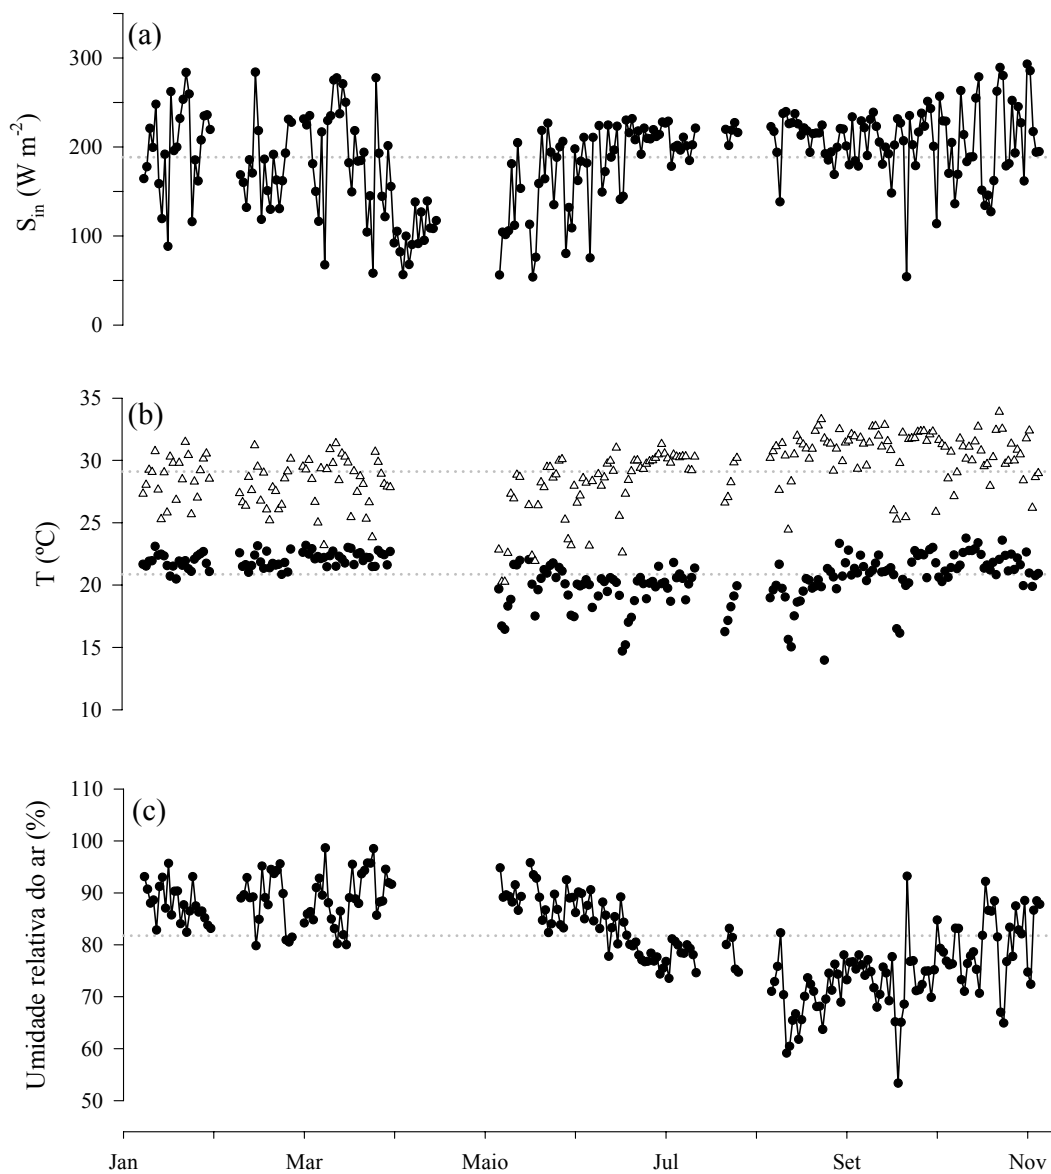 (a)
300
200
100
0
S_in (W m^-2)
(b)
35
30
25
20
15
10
T (ºC)
(c)
110
100
90
80
70
60
50
Umidade relativa do ar (%)
Jan Mar Maio Jul Set Nov